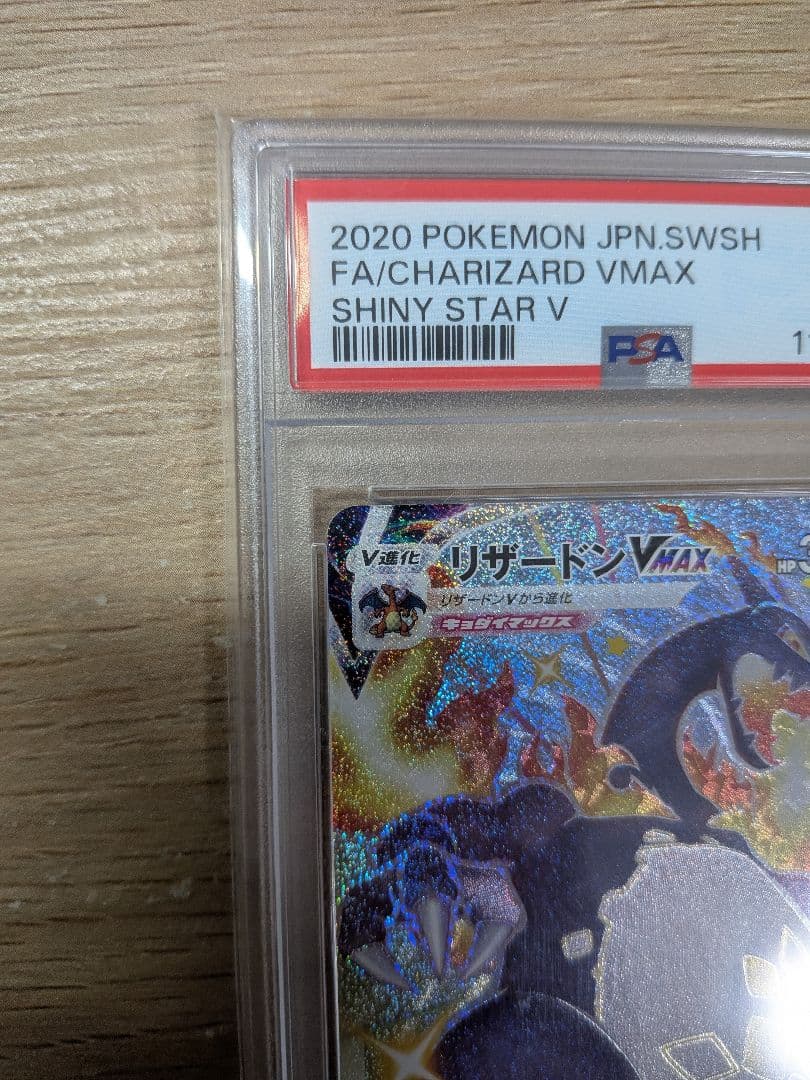 2020 POKEMON JPN.SWSH
FA/CHARIZARD VMAX
SHINY STAR V
PSA
V進化
リザードンVMAX
HP
リザードンVから進化
キョダイマックス